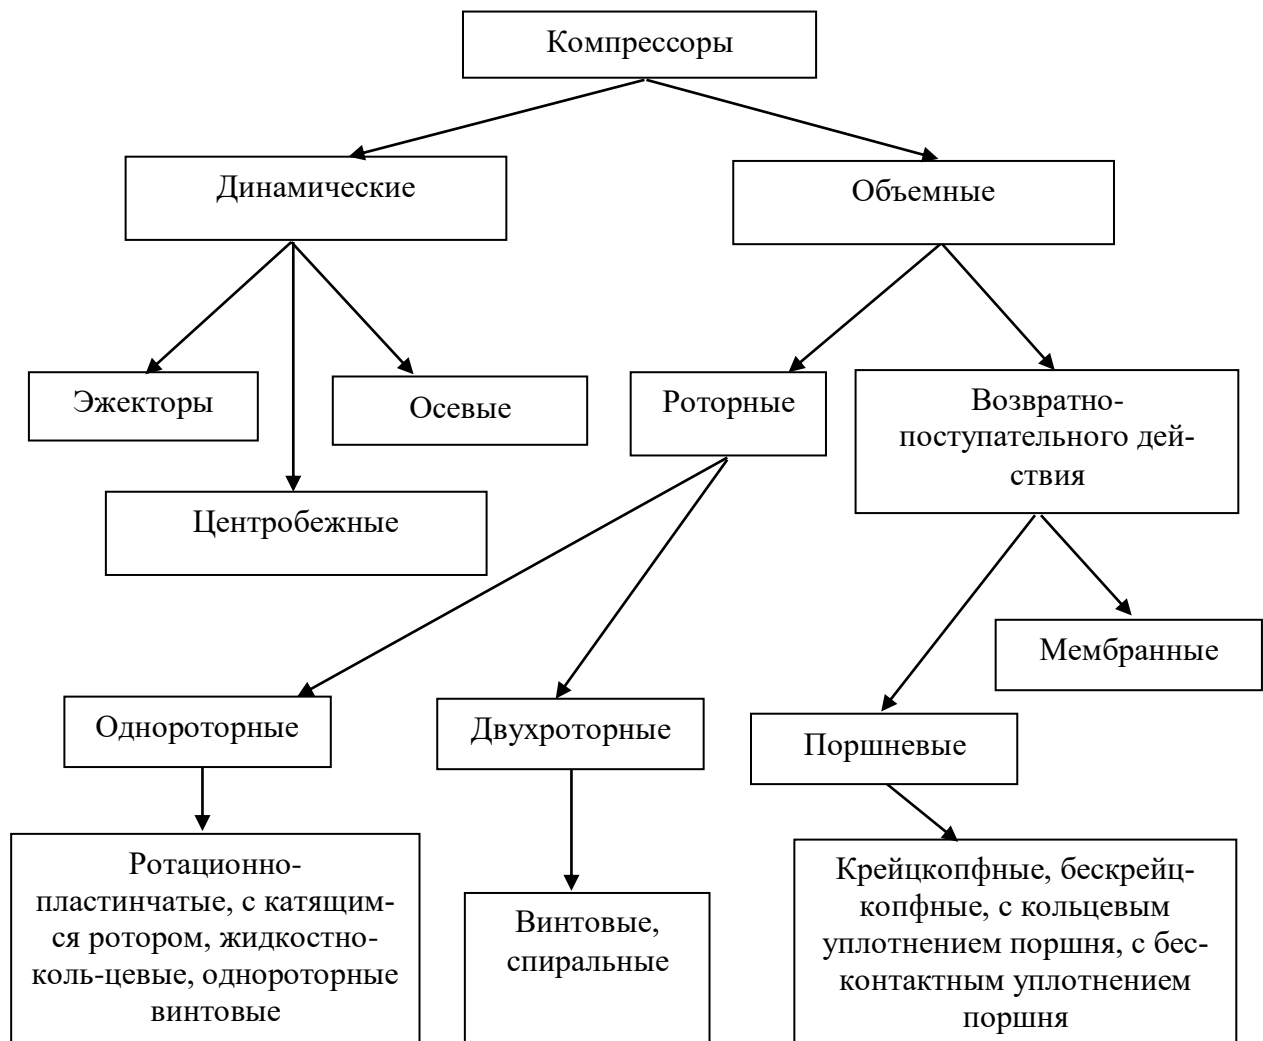 Компрессоры
Динамические
Объемные
Эжекторы
Осевые
Роторные
Возвратно-
поступательного дей-
ствия
Центробежные
Мембранные
Однороторные
Двухроторные
Поршневые
Ротационно-
пластинчатые, с катящим-
ся ротором, жидкостно-
коль-цевые, однороторные
винтовые
Винтовые,
спиральные
Крейцкопфные, бескрейц-
копфные, с кольцевым
уплотнением поршня, с бес-
контактным уплотнением
поршня